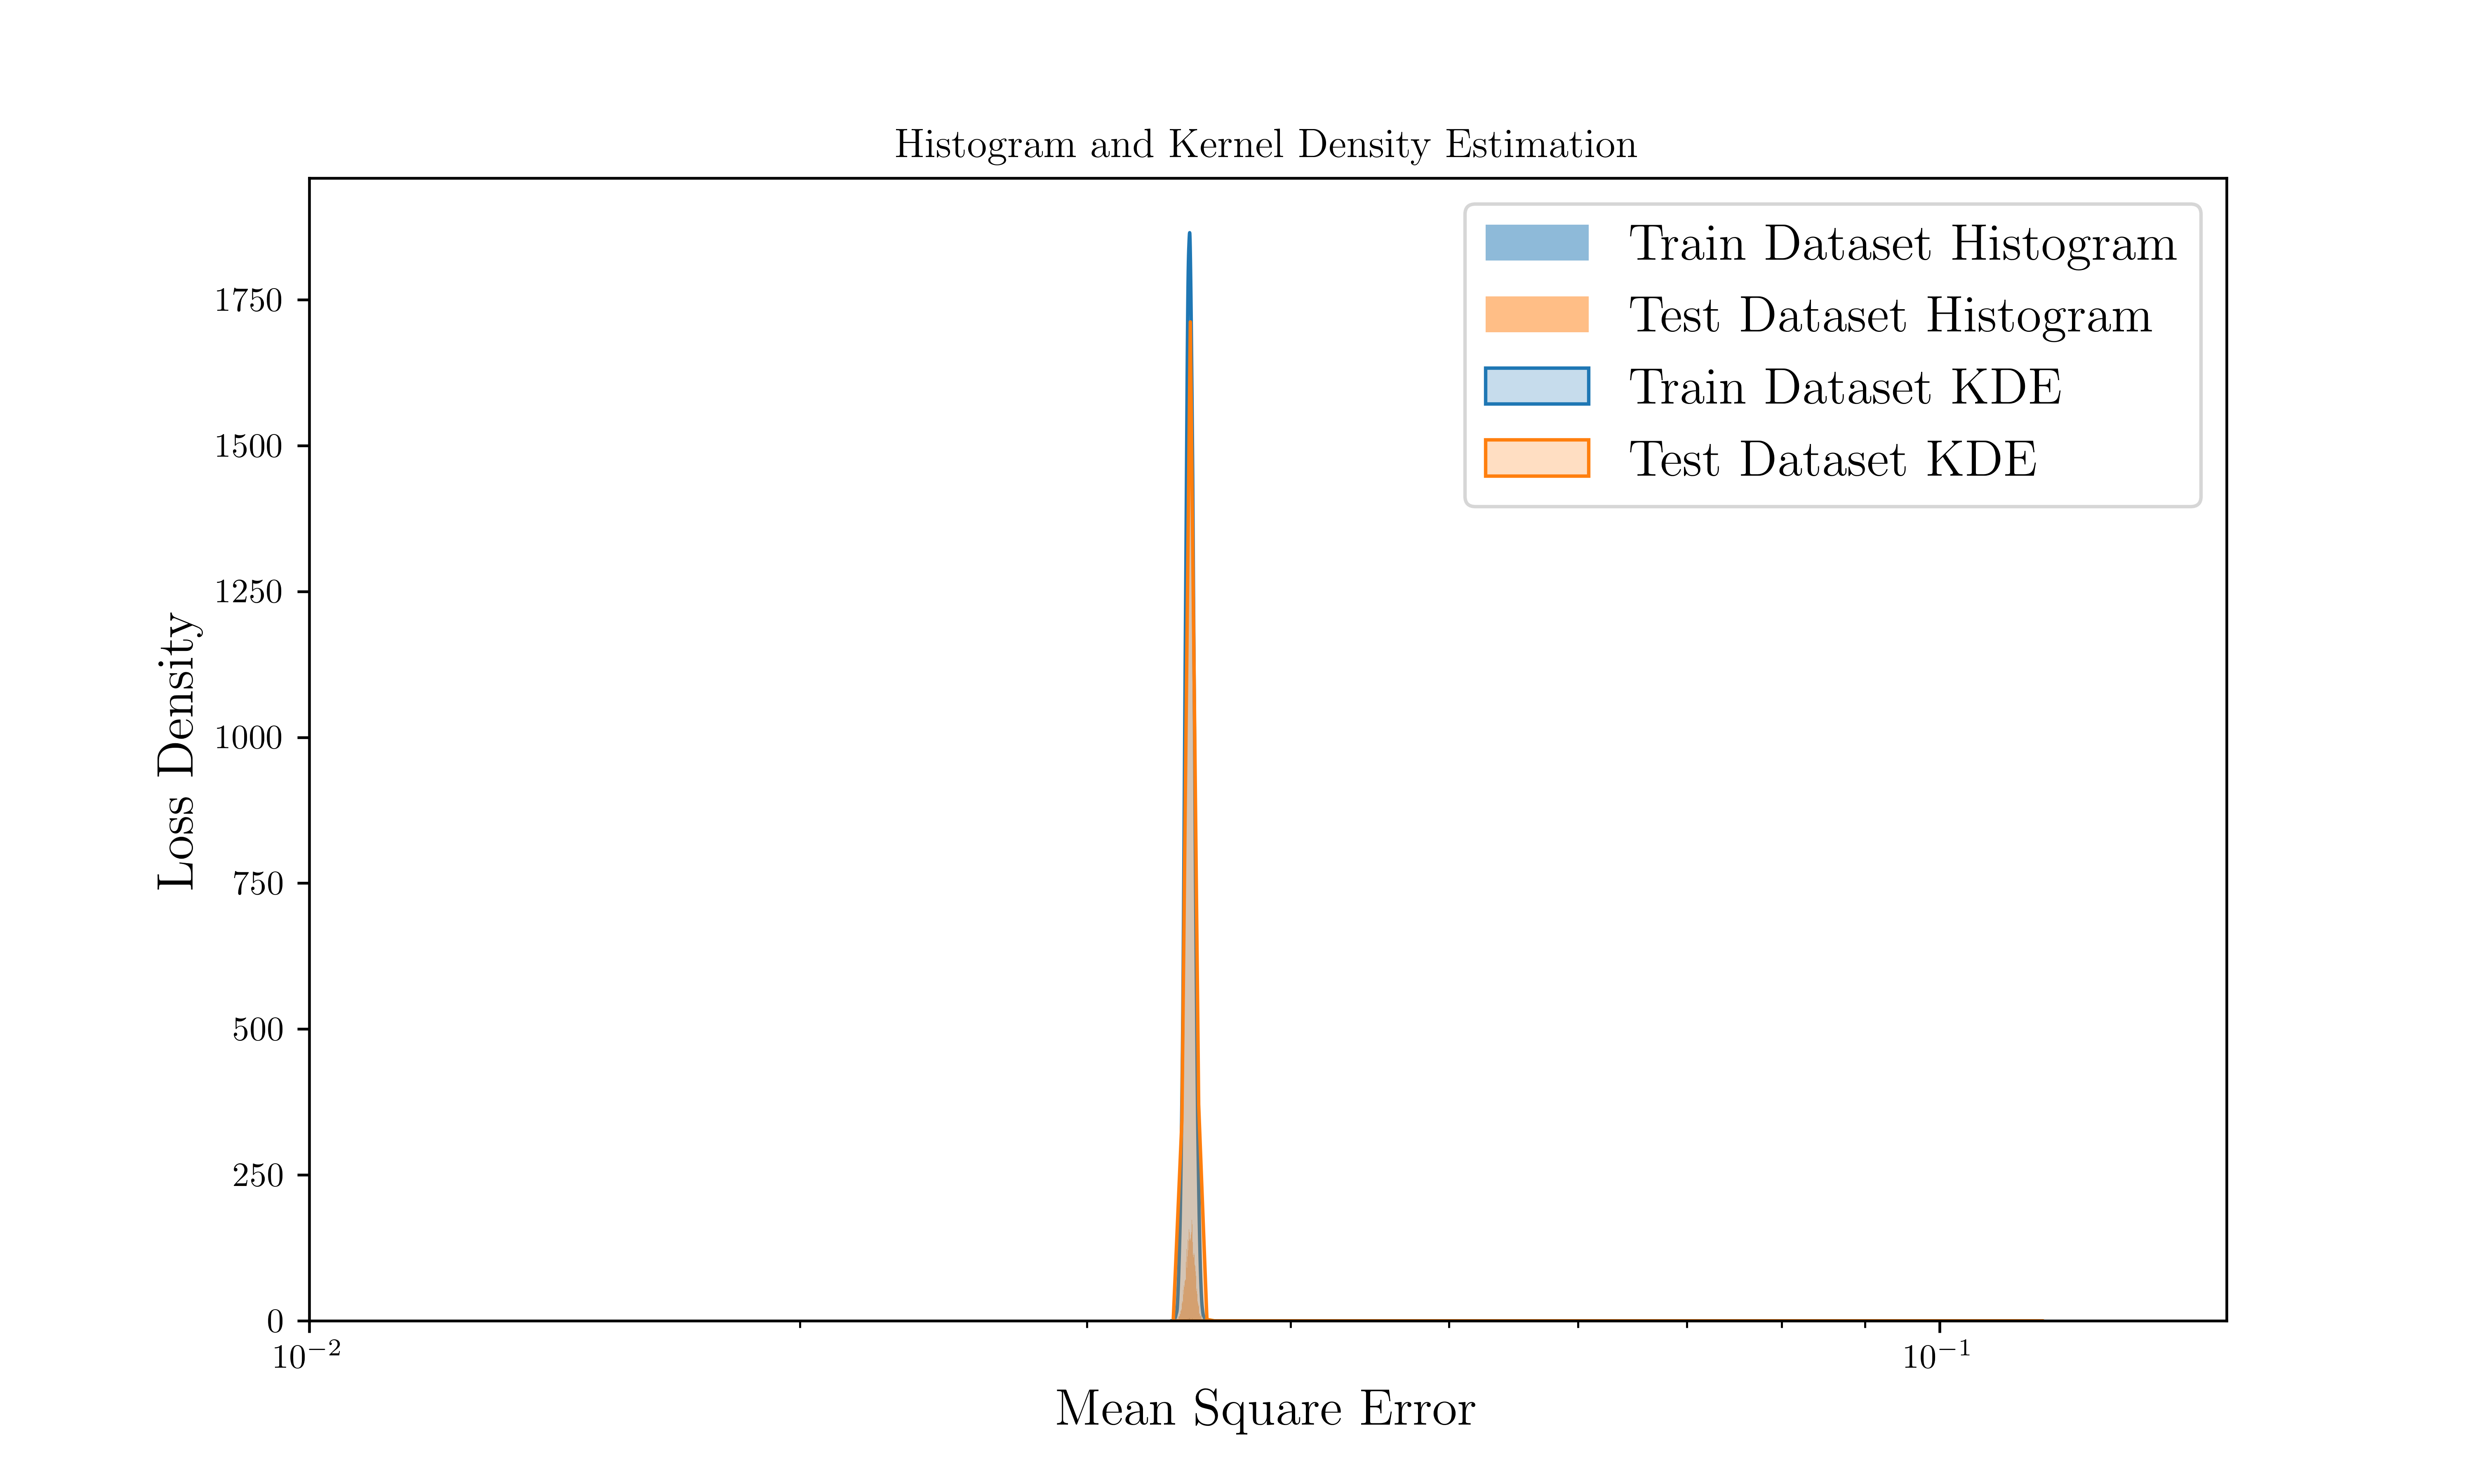 Histogram and Kernel Density Estimation
Train Dataset Histogram
Test Dataset Histogram
Train Dataset KDE
Test Dataset KDE
Loss Density
1750
1500
1250
1000
750
500
250
0
10⁻²
10⁻¹
Mean Square Error